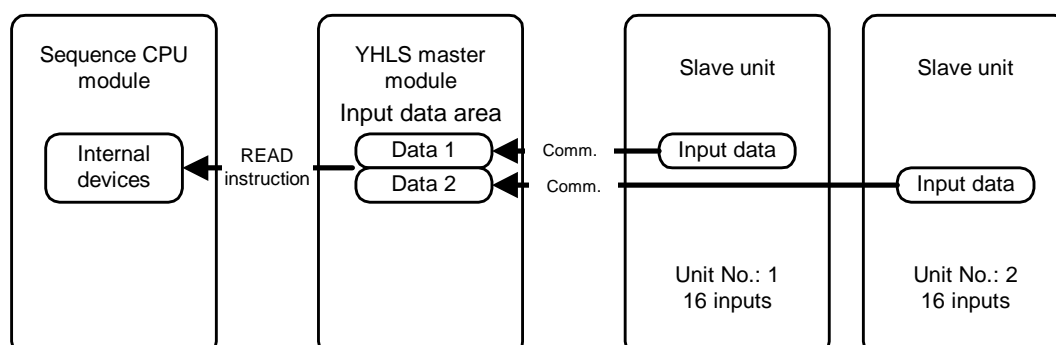 Sequence CPU
module
Internal
devices
READ
instruction
YHLS master
module
Input data area
Data 1
Data 2
Comm.
Comm.
Slave unit
Input data
Unit No.: 1
16 inputs
Slave unit
Input data
Unit No.: 2
16 inputs